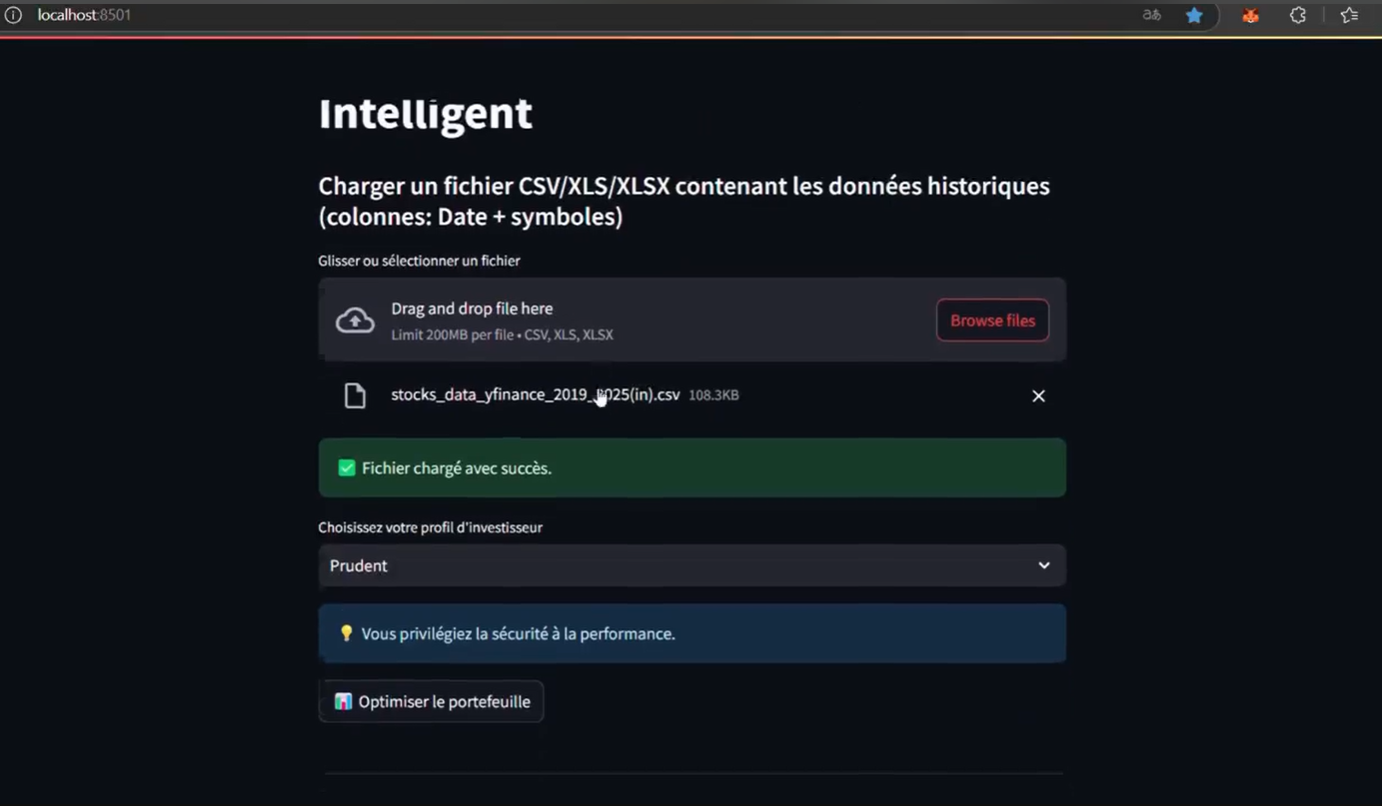 localhost:8501
Intelligent
Charger un fichier CSV/XLS/XLSX contenant les données historiques
(colonnes: Date + symboles)
Glisser ou sélectionner un fichier
Drag and drop file here
Limit 200MB per file • CSV, XLS, XLSX
Browse files
stocks_data_yfinance_2019_2025(in).csv 108.3KB
✅ Fichier chargé avec succès.
Choisissez votre profil d'investisseur
Prudent
💡 Vous privilégiez la sécurité à la performance.
📊 Optimiser le portefeuille